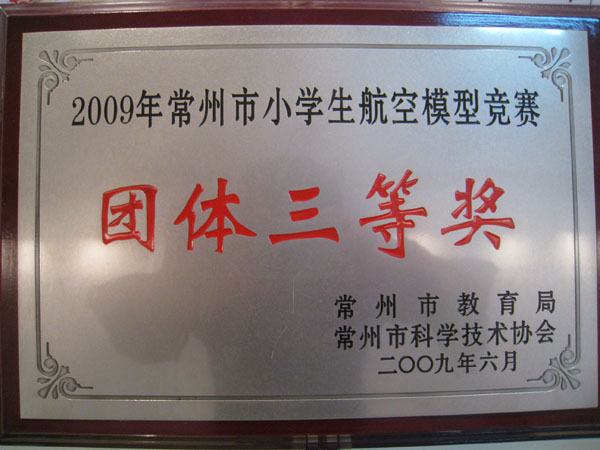 2009年常州市小学生航空模型竞赛
团体三等奖
常州市教育局
常州市科学技术协会
二〇〇九年六月